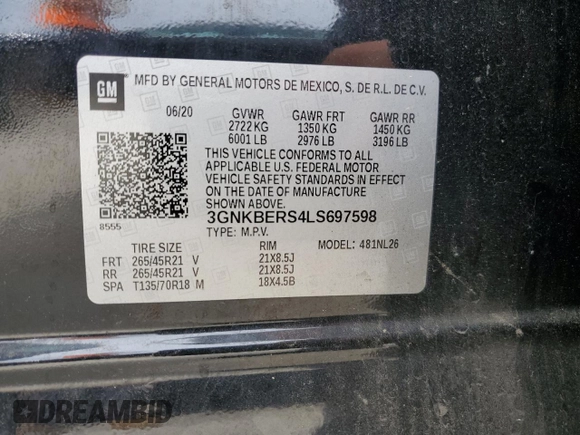 GM
MFD BY GENERAL MOTORS DE MEXICO, S. DE R.L. DE C.V.
06/20 GVWR GAWR FRT GAWR RR
2722 KG 1350 KG 1450 KG
6001 LB 2976 LB 3196 LB
THIS VEHICLE CONFORMS TO ALL
APPLICABLE U.S. FEDERAL MOTOR
VEHICLE SAFETY STANDARDS IN EFFECT
ON THE DATE OF MANUFACTURE
SHOWN ABOVE.
3GNKBERS4LS697598
8555 TYPE: M.P.V. MODEL: 481NL26
TIRE SIZE RIM
FRT 265/45R21 V 21X8.5J
RR 265/45R21 V 21X8.5J
SPA T135/70R18 M 18X4.5B
DREAMBID